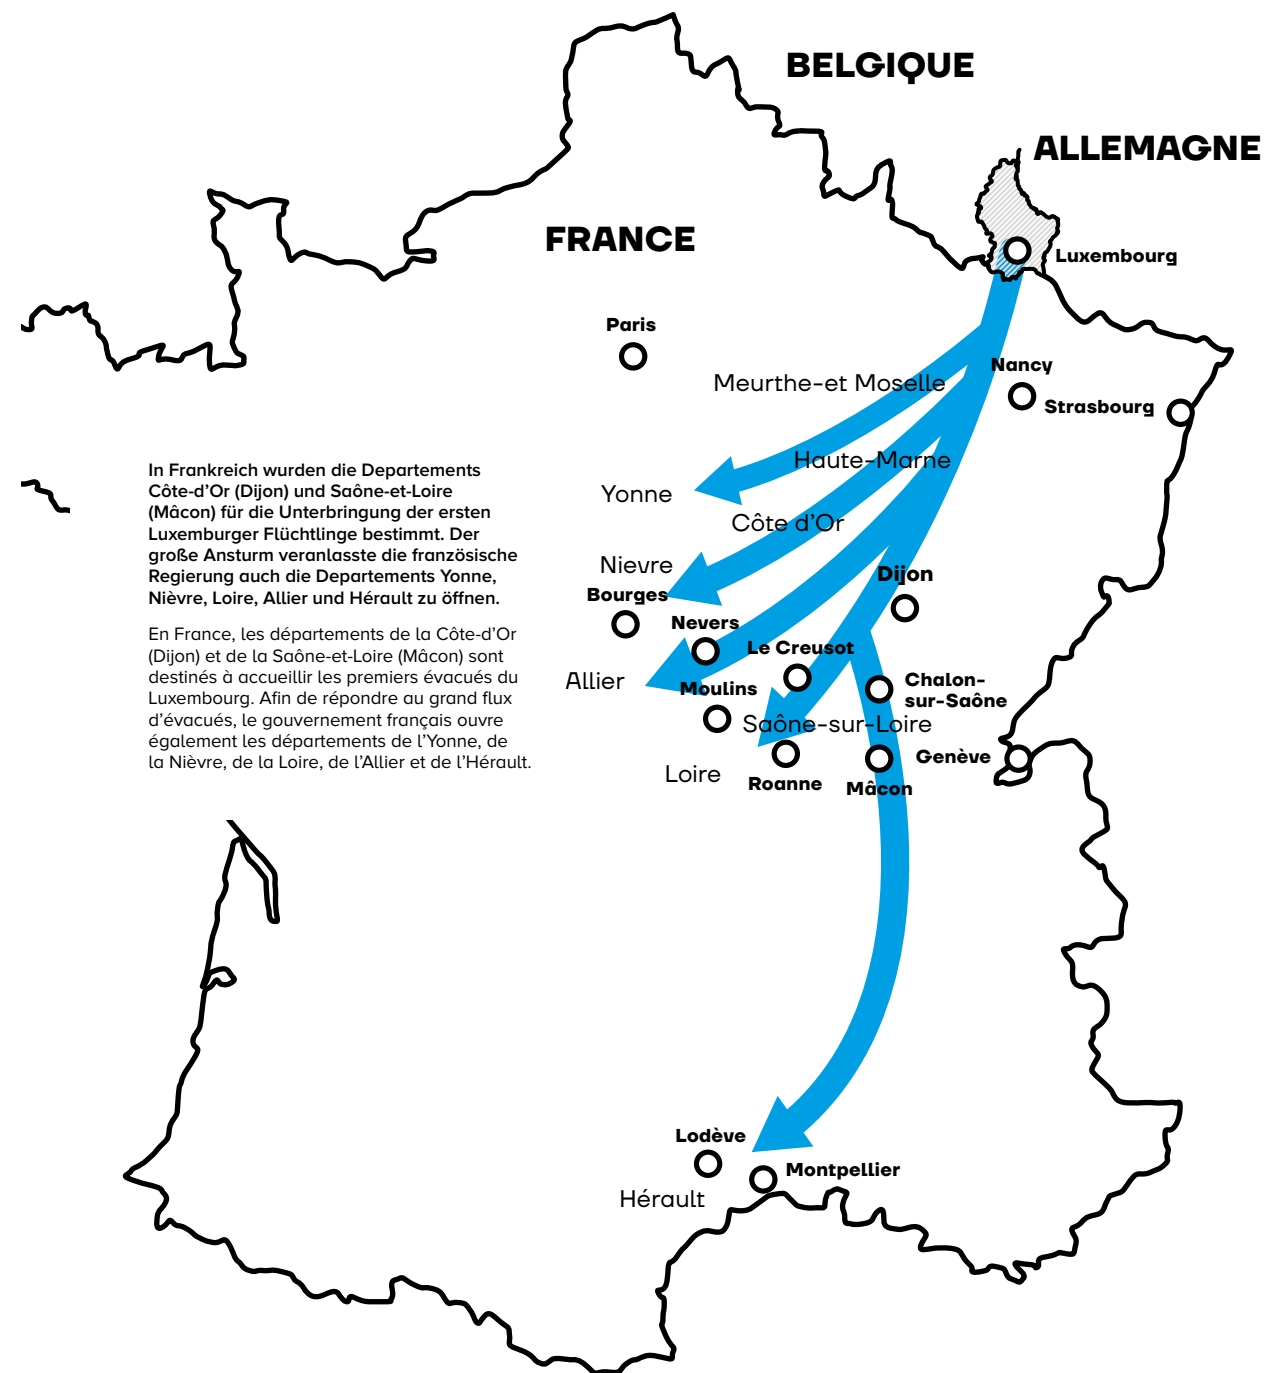 BELGIQUE
ALLEMAGNE
FRANCE
Luxembourg
Paris
Nancy
Meurthe-et Moselle
Strasbourg
Haute-Marne
Yonne
Côte d’Or
In Frankreich wurden die Departements
Côte-d’Or (Dijon) und Saône-et-Loire
(Mâcon) für die Unterbringung der ersten
Luxemburger Flüchtlinge bestimmt. Der
große Ansturm veranlasste die französische
Regierung auch die Departements Yonne,
Nièvre, Loire, Allier und Hérault zu öffnen.
En France, les départements de la Côte-d’Or
(Dijon) et de la Saône-et-Loire (Mâcon) sont
destinés à accueillir les premiers évacués du
Luxembourg. Afin de répondre au grand flux
d’évacués, le gouvernement français ouvre
également les départements de l’Yonne, de
la Nièvre, de la Loire, de l’Allier et de l’Hérault.
Nievre
Dijon
Bourges
Nevers
Le Creusot
Allier
Moulins
Chalon-
sur-Saône
Saône-sur-Loire
Genève
Loire
Roanne
Mâcon
Lodève
Montpellier
Hérault